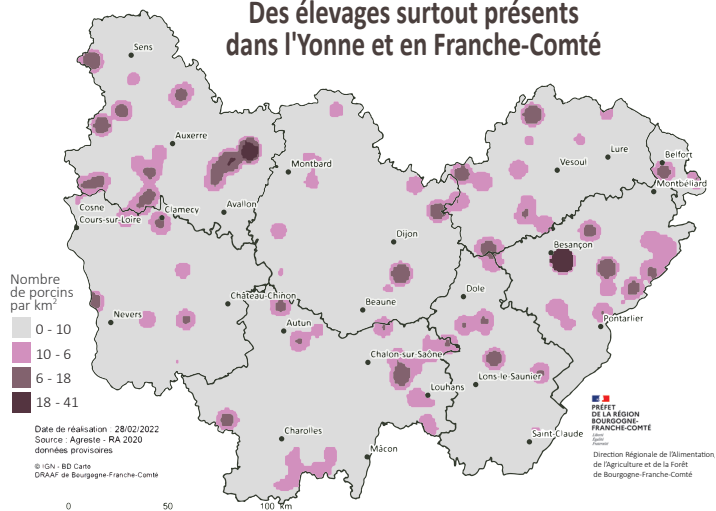 Des élevages surtout présents
dans l'Yonne et en Franche-Comté
Sens
Auxerre
Montbard
Vesoul
Lure
Belfort
Montbéliard
Cosne
Cours-sur-Loire
Clamecy
Avallon
Dijon
Besançon
Nombre
de porcins
par km²
0 - 10
10 - 6
6 - 18
18 - 41
Nevers
Château-Chinon
Beaune
Dole
Pontarlier
Autun
Chalon-sur-Saône
Louhans
Lons-le-Saunier
Charolles
Mâcon
Saint-Claude
Date de réalisation : 28/02/2022
Source : Agreste - RA 2020
données provisoires
© IGN - BD Carte
DRAAF de Bourgogne-Franche-Comté
0 50 100 km
PRÉFET
DE LA RÉGION
BOURGOGNE-
FRANCHE-COMTÉ
Liberté
Égalité
Fraternité
Direction Régionale de l'Alimentation,
de l'Agriculture et de la Forêt
de Bourgogne-Franche-Comté